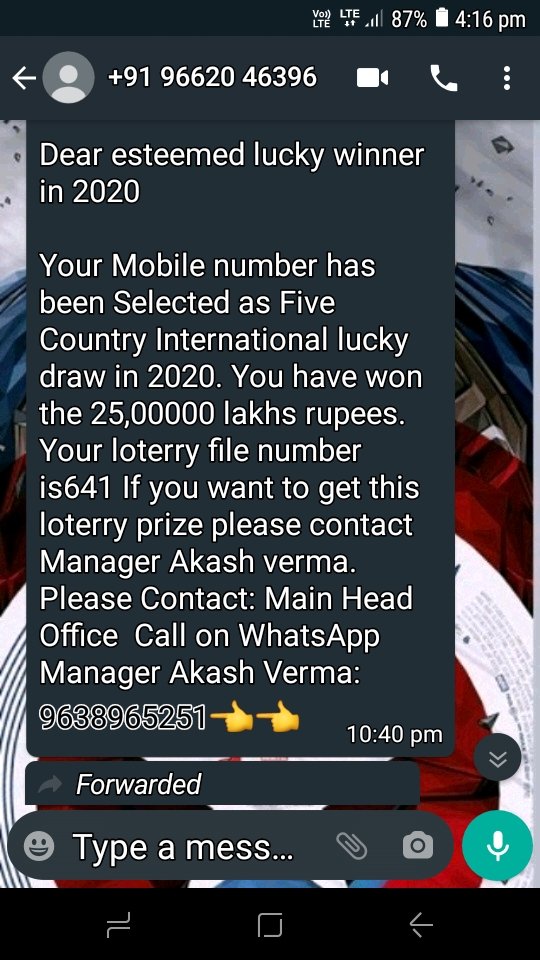 Vo) LTE LTE 87% 4:16 pm
+91 96620 46396
Dear esteemed lucky winner
in 2020
Your Mobile number has
been Selected as Five
Country International lucky
draw in 2020. You have won
the 25,00000 lakhs rupees.
Your loterry file number
is641 If you want to get this
loterry prize please contact
Manager Akash verma.
Please Contact: Main Head
Office  Call on WhatsApp
Manager Akash Verma:
9638965251👈👈
10:40 pm
Forwarded
Type a mess...